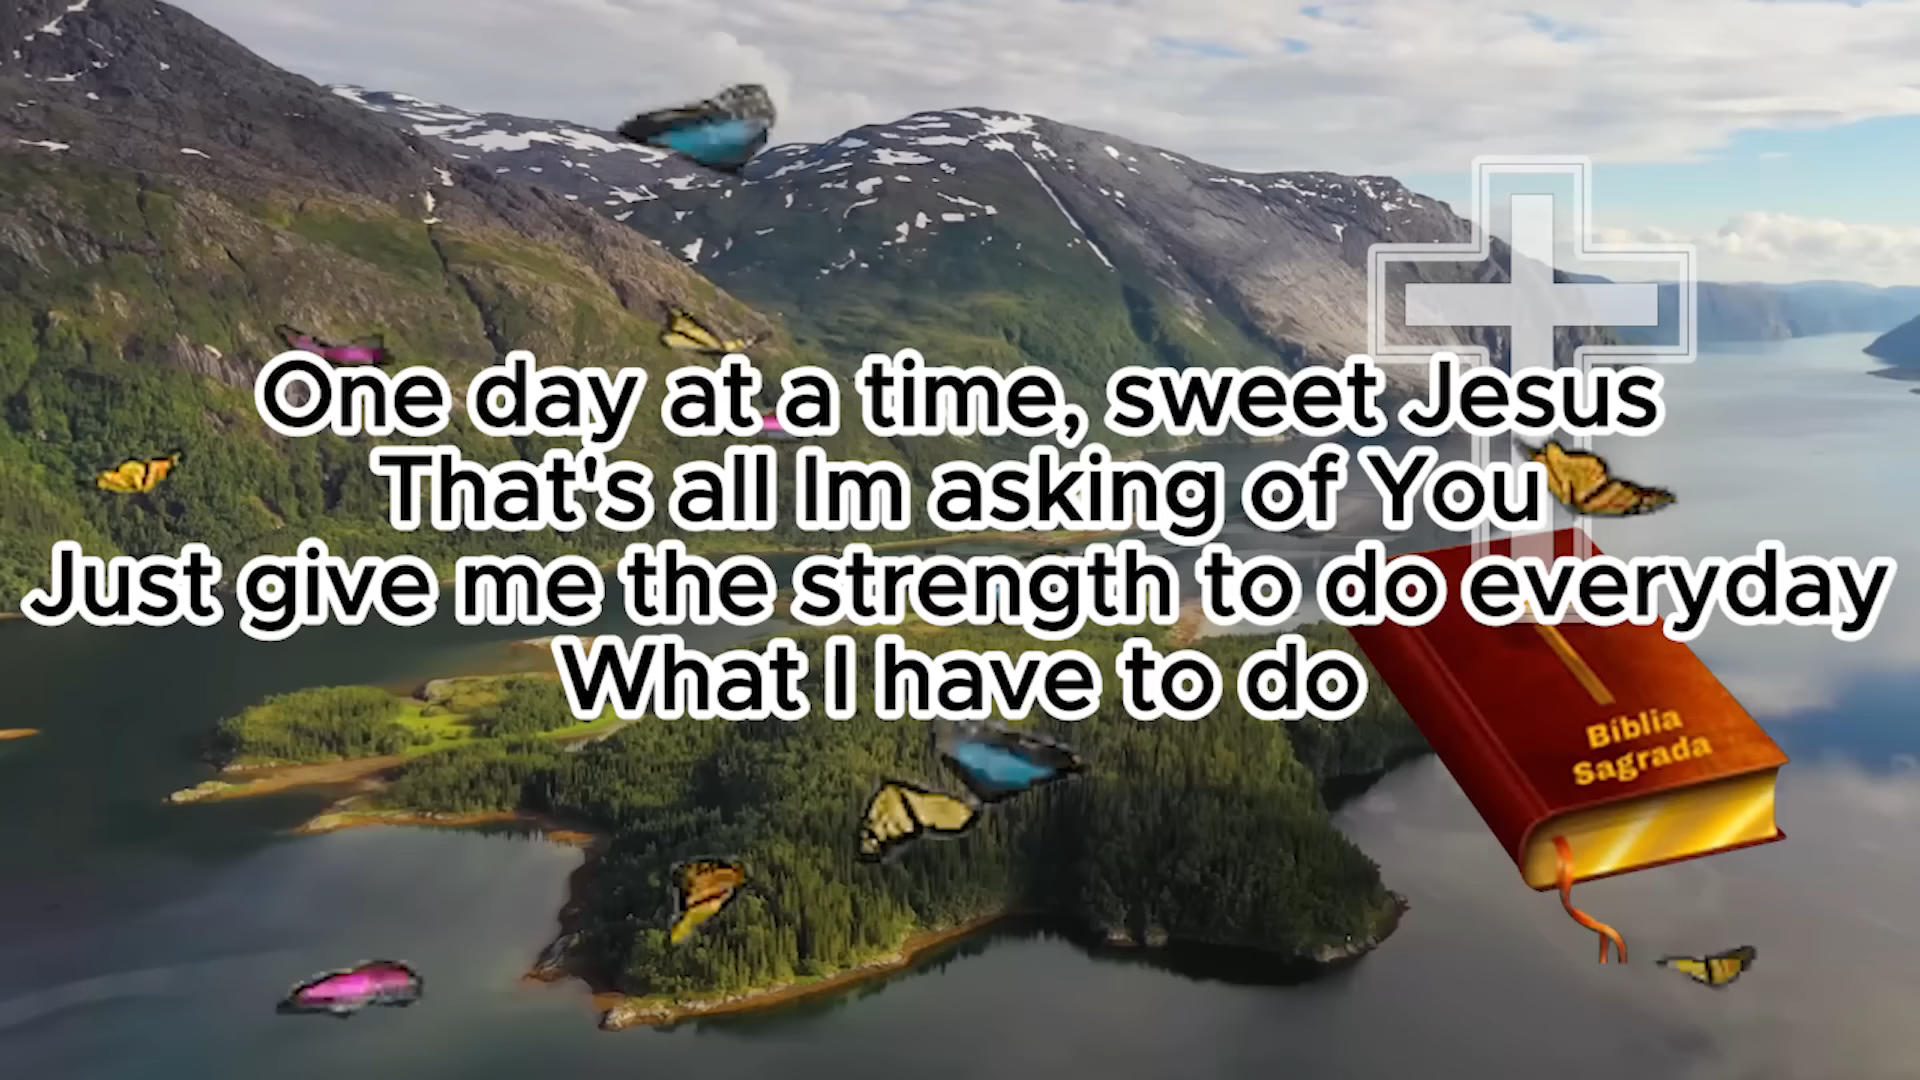 One day at a time, sweet Jesus
That's all Im asking of You
Just give me the strength to do everyday
What I have to do
Bíblia
Sagrada